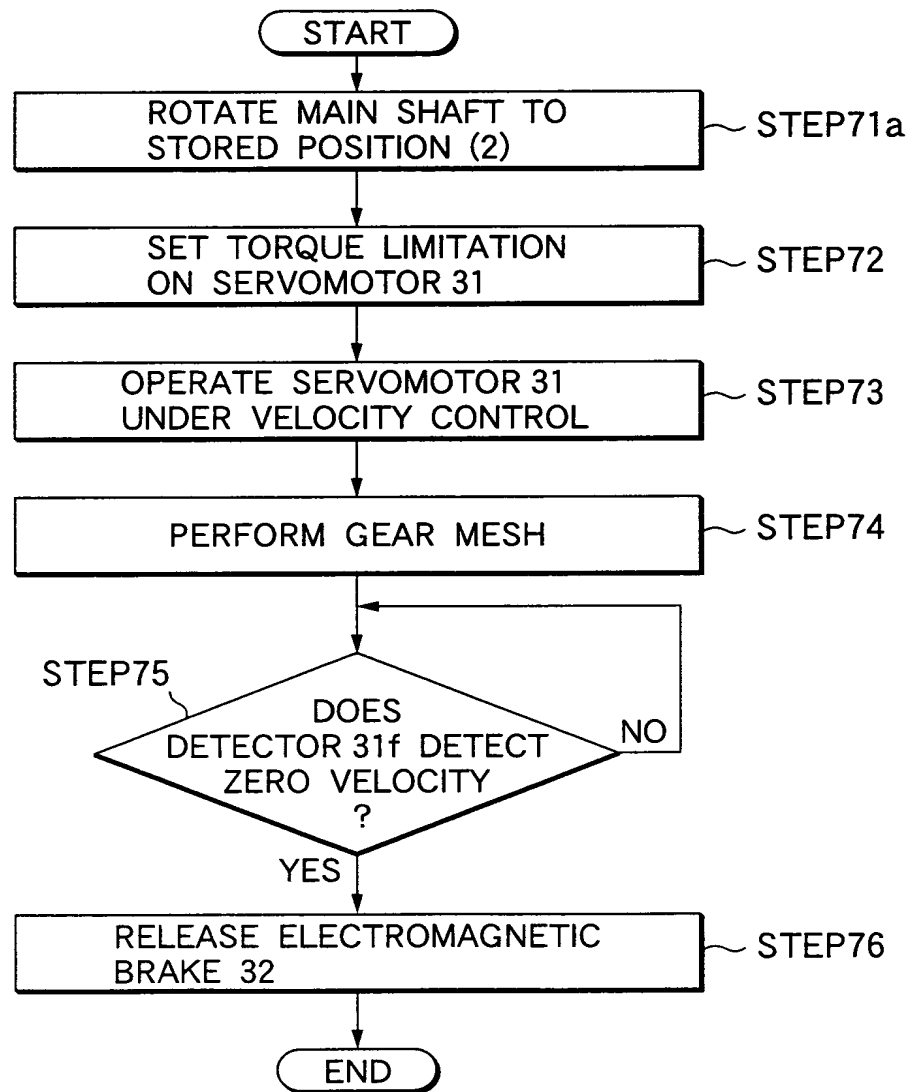 START
ROTATE MAIN SHAFT TO
STORED POSITION (2)
STEP71a
SET TORQUE LIMITATION
ON SERVOMOTOR 31
STEP72
OPERATE SERVOMOTOR 31
UNDER VELOCITY CONTROL
STEP73
PERFORM GEAR MESH
STEP74
STEP75
DOES
DETECTOR 31f DETECT
ZERO VELOCITY
?
NO
YES
RELEASE ELECTROMAGNETIC
BRAKE 32
STEP76
END